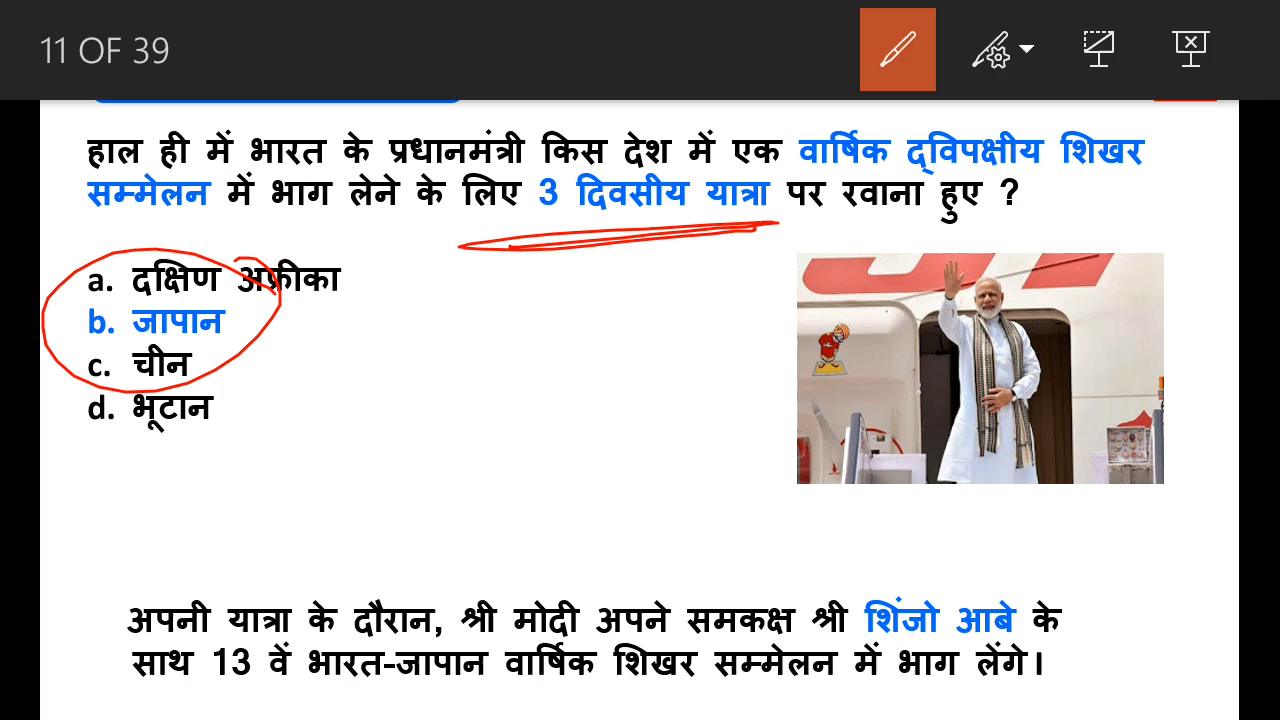 11 OF 39
हाल ही में भारत के प्रधानमंत्री किस देश में एक वार्षिक द्विपक्षीय शिखर
सम्मेलन में भाग लेने के लिए 3 दिवसीय यात्रा पर रवाना हुए ?
a. दक्षिण अफ्रीका
b. जापान
c. चीन
d. भूटान
अपनी यात्रा के दौरान, श्री मोदी अपने समकक्ष श्री शिंजो आबे के
साथ 13 वें भारत-जापान वार्षिक शिखर सम्मेलन में भाग लेंगे।